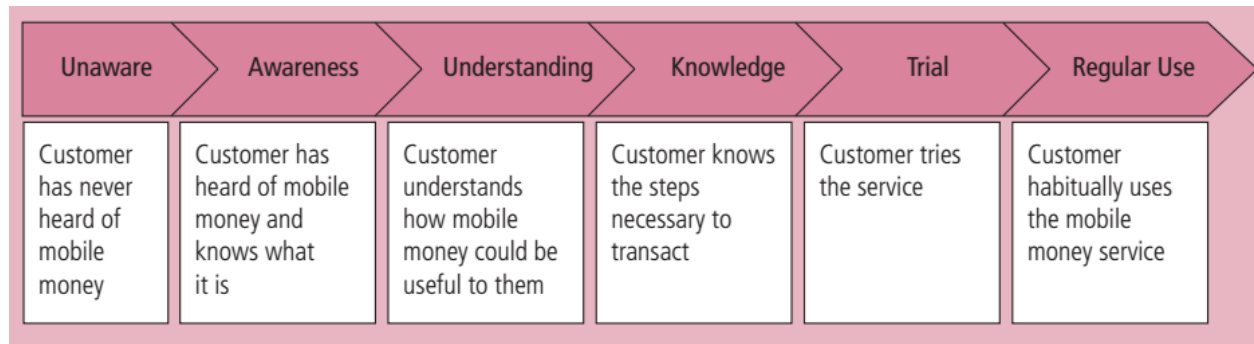 Unaware
Awareness
Understanding
Knowledge
Trial
Regular Use
Customer
has never
heard of
mobile
money
Customer has
heard of mobile
money and
knows what
it is
Customer
understands
how mobile
money could be
useful to them
Customer knows
the steps
necessary to
transact
Customer tries
the service
Customer
habitually uses
the mobile
money service